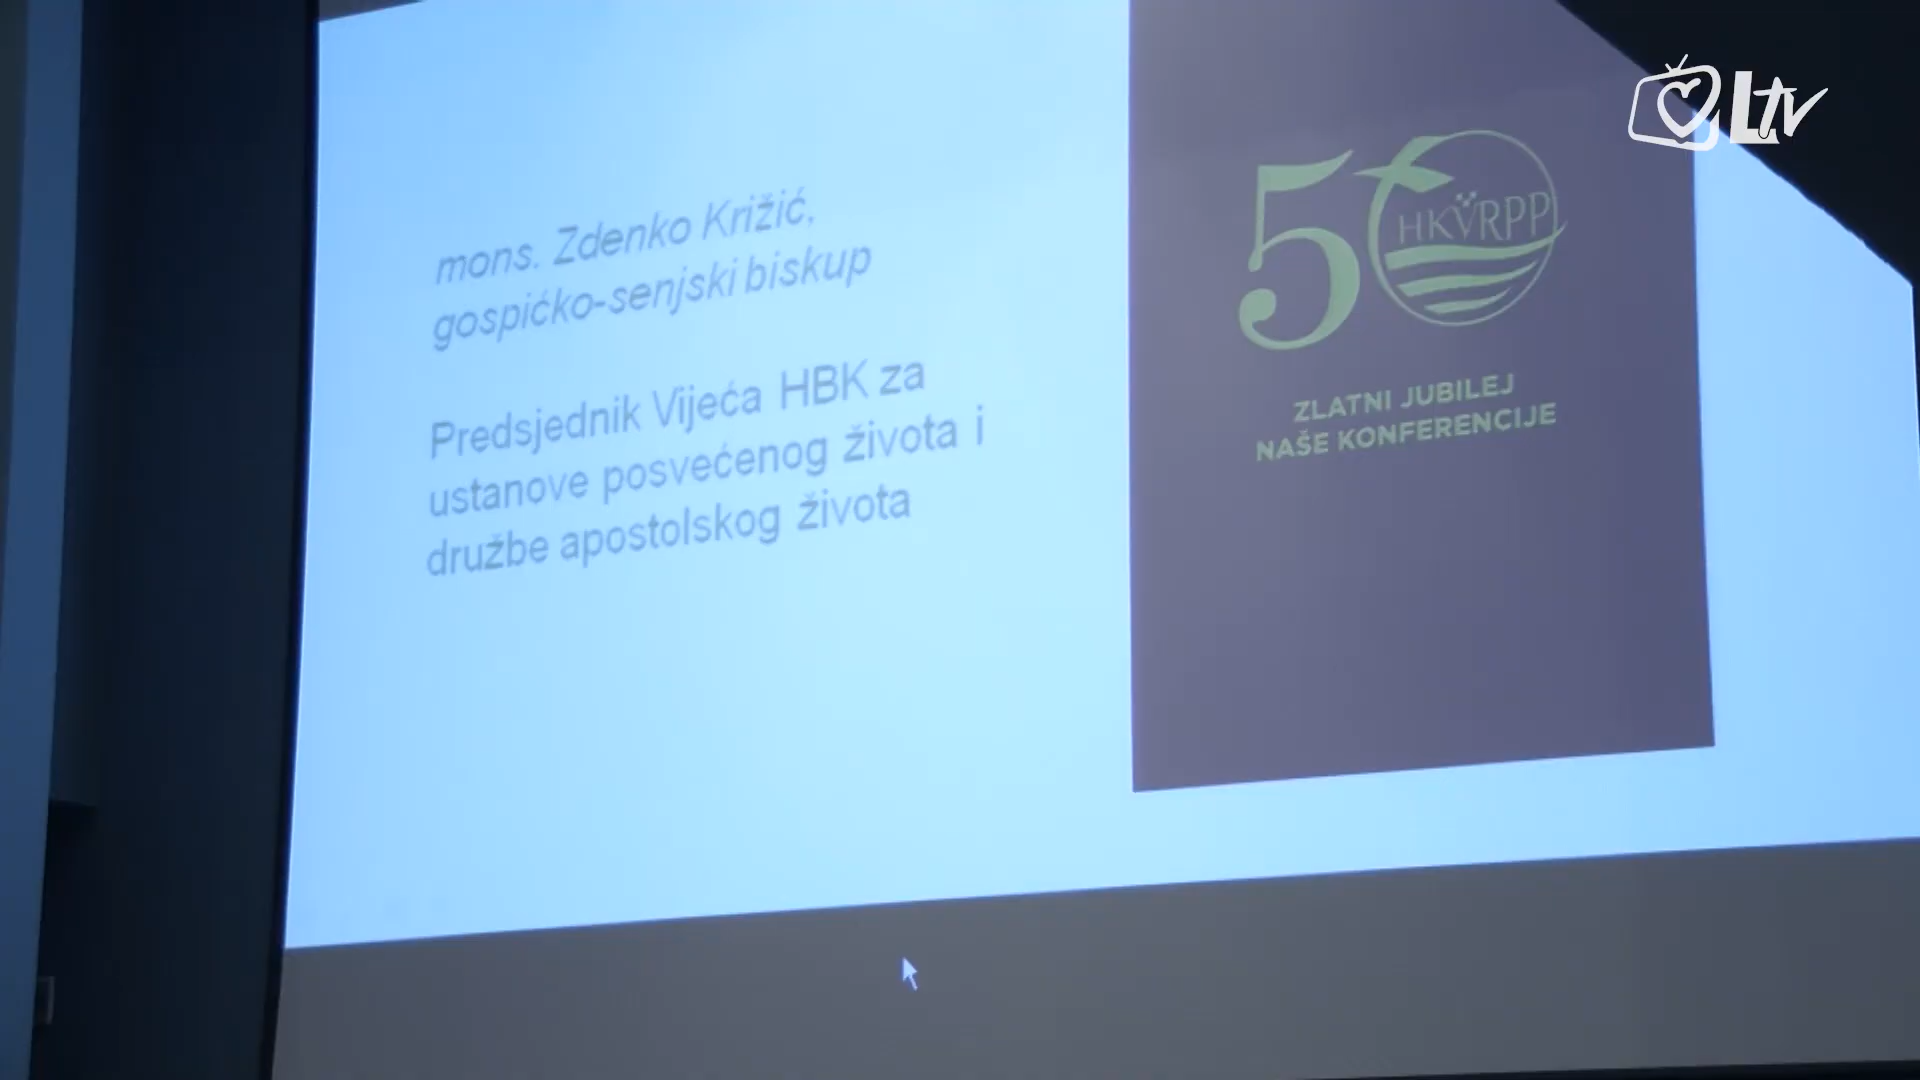 mons. Zdenko Križić,
gospićko-senjski biskup
Predsjednik Vijeća HBK za
ustanove posvećenog života i
družbe apostolskog života
50
HKVRPP
ZLATNI JUBILEJ
NAŠE KONFERENCIJE
LTV